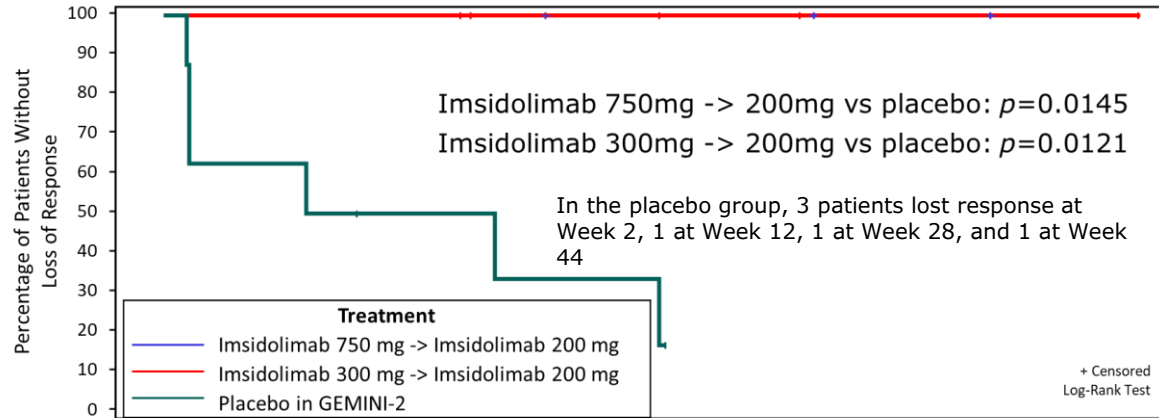 Percentage of Patients Without
Loss of Response
100
90
80
70
60
50
40
30
20
10
0
Imsidolimab 750mg -> 200mg vs placebo: p=0.0145
Imsidolimab 300mg -> 200mg vs placebo: p=0.0121
In the placebo group, 3 patients lost response at
Week 2, 1 at Week 12, 1 at Week 28, and 1 at Week
44
Treatment
Imsidolimab 750 mg -> Imsidolimab 200 mg
Imsidolimab 300 mg -> Imsidolimab 200 mg
Placebo in GEMINI-2
+ Censored
Log-Rank Test